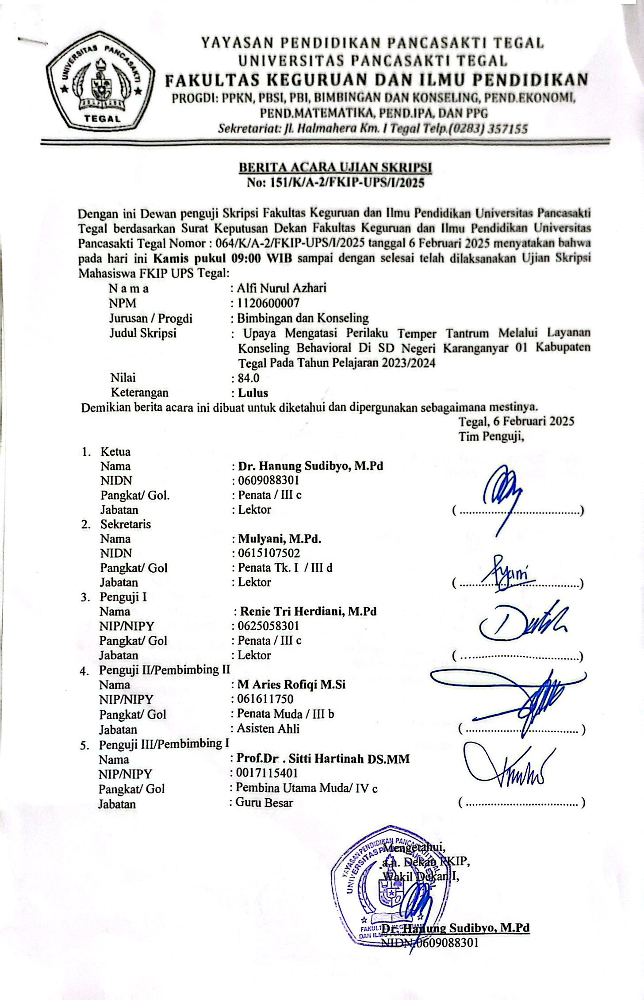 UNIVERSITAS PANCASAKTI
TEGAL
YAYASAN PENDIDIKAN PANCASAKTI TEGAL
UNIVERSITAS PANCASAKTI TEGAL
FAKULTAS KEGURUAN DAN ILMU PENDIDIKAN
PROGDI: PPKN, PBSI, PBI, BIMBINGAN DAN KONSELING, PEND.EKONOMI,
PEND.MATEMATIKA, PEND.IPA, DAN PPG
Sekretariat: Jl. Halmahera Km. I Tegal Telp.(0283) 357155
BERITA ACARA UJIAN SKRIPSI
No: 151/K/A-2/FKIP-UPS/I/2025
Dengan ini Dewan penguji Skripsi Fakultas Keguruan dan Ilmu Pendidikan Universitas Pancasakti
Tegal berdasarkan Surat Keputusan Dekan Fakultas Keguruan dan Ilmu Pendidikan Universitas
Pancasakti Tegal Nomor : 064/K/A-2/FKIP-UPS/I/2025 tanggal 6 Februari 2025 menyatakan bahwa
pada hari ini Kamis pukul 09:00 WIB sampai dengan selesai telah dilaksanakan Ujian Skripsi
Mahasiswa FKIP UPS Tegal:
N a m a : Alfi Nurul Azhari
NPM : 1120600007
Jurusan / Progdi : Bimbingan dan Konseling
Judul Skripsi : Upaya Mengatasi Perilaku Temper Tantrum Melalui Layanan
Konseling Behavioral Di SD Negeri Karanganyar 01 Kabupaten
Tegal Pada Tahun Pelajaran 2023/2024
Nilai : 84.0
Keterangan : Lulus
Demikian berita acara ini dibuat untuk diketahui dan dipergunakan sebagaimana mestinya.
Tegal, 6 Februari 2025
Tim Penguji,
1. Ketua
Nama : Dr. Hanung Sudibyo, M.Pd
NIDN : 0609088301
Pangkat/ Gol. : Penata / III c
Jabatan : Lektor (.......................................)
2. Sekretaris
Nama : Mulyani, M.Pd.
NIDN : 0615107502
Pangkat/ Gol : Penata Tk. I / III d
Jabatan : Lektor (.......................................)
3. Penguji I
Nama : Renie Tri Herdiani, M.Pd
NIP/NIPY : 0625058301
Pangkat/ Gol : Penata / III c
Jabatan : Lektor (.......................................)
4. Penguji II/Pembimbing II
Nama : M Aries Rofiqi M.Si
NIP/NIPY : 061611750
Pangkat/ Gol : Penata Muda / III b
Jabatan : Asisten Ahli (..................................... )
5. Penguji III/Pembimbing I
Nama : Prof.Dr . Sitti Hartinah DS.MM
NIP/NIPY : 0017115401
Pangkat/ Gol : Pembina Utama Muda/ IV c
Jabatan : Guru Besar (..................................... )
YAYASAN PENDIDIKAN PANCASAKTI TEGAL
Mengetahui,
a.n. Dekan FKIP,
Wakil Dekan I,
Dr. Hanung Sudibyo, M.Pd
NIDN.0609088301